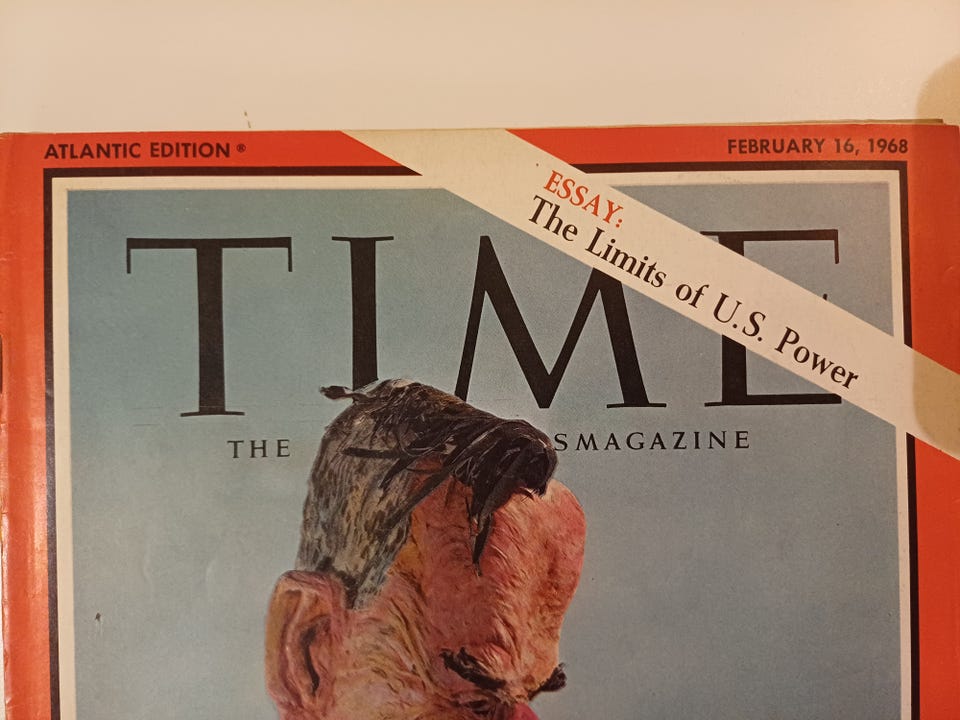 ATLANTIC EDITION ®
FEBRUARY 16, 1968
ESSAY:
The Limits of U.S. Power
TIME
THE SMAGAZINE